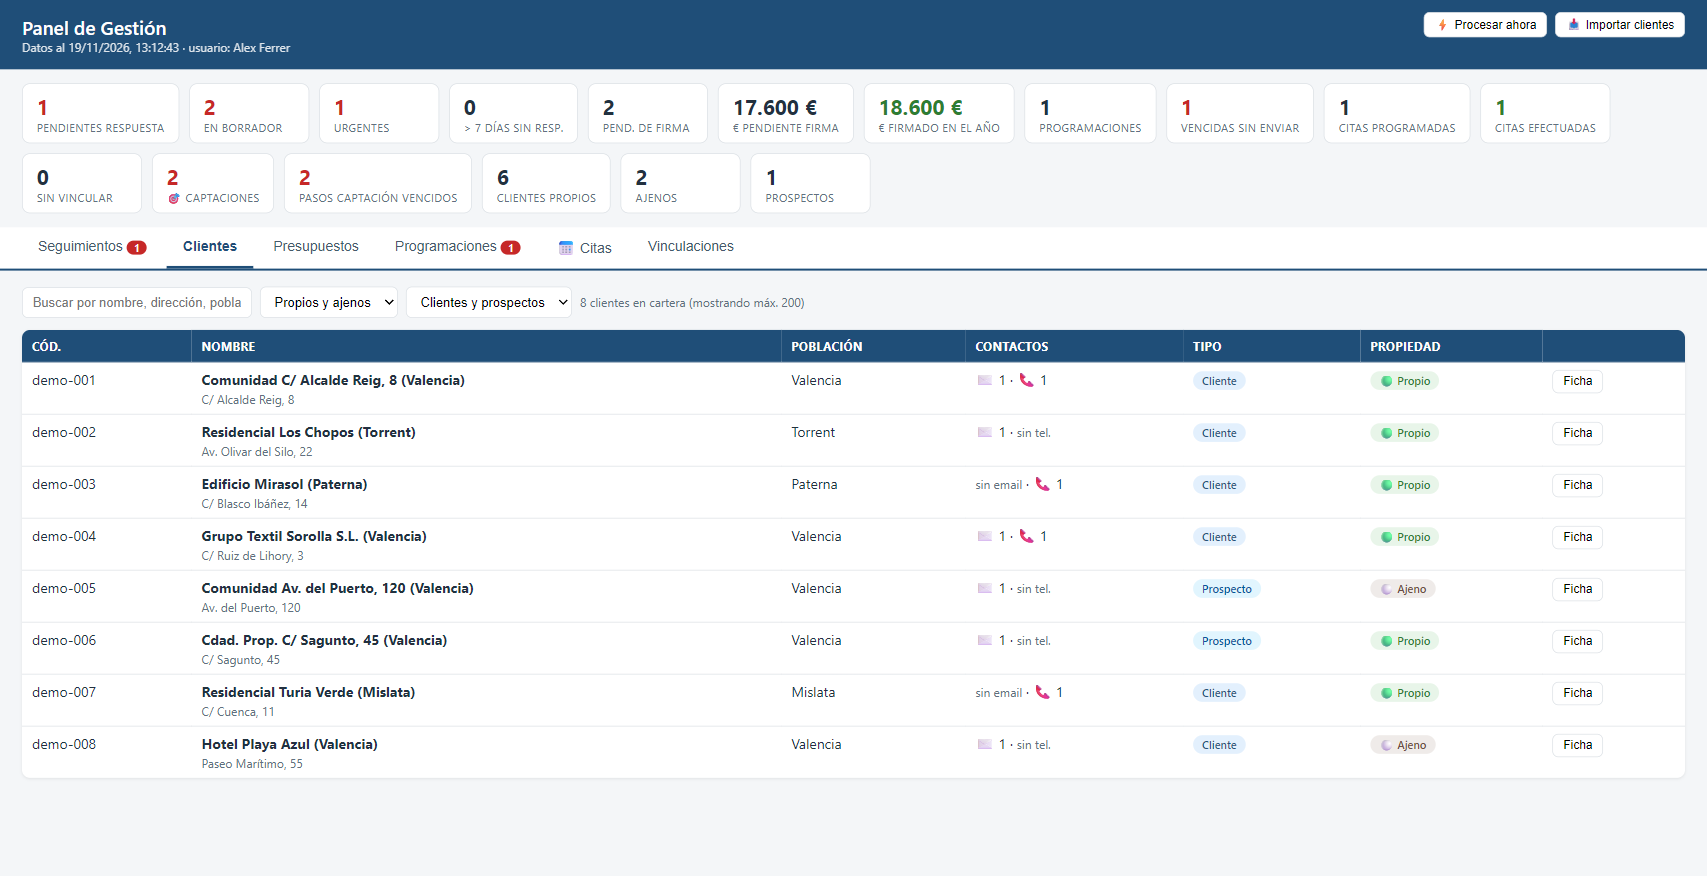 Panel de Gestión
Datos al 19/11/2026, 13:12:43 · usuario: Alex Ferrer
Procesar ahora
Importar clientes
1
PENDIENTES RESPUESTA
2
EN BORRADOR
1
URGENTES
0
> 7 DÍAS SIN RESP.
2
PEND. DE FIRMA
17.600 €
€ PENDIENTE FIRMA
18.600 €
€ FIRMADO EN EL AÑO
1
PROGRAMACIONES
1
VENCIDAS SIN ENVIAR
1
CITAS PROGRAMADAS
1
CITAS EFECTUADAS
0
SIN VINCULAR
2
CAPTACIONES
2
PASOS CAPTACIÓN VENCIDOS
6
CLIENTES PROPIOS
2
AJENOS
1
PROSPECTOS
Seguimientos 1
Clientes
Presupuestos
Programaciones 1
Citas
Vinculaciones
Buscar por nombre, dirección, pobla
Propios y ajenos
Clientes y prospectos
8 clientes en cartera (mostrando máx. 200)
CÓD. NOMBRE POBLACIÓN CONTACTOS TIPO PROPIEDAD
demo-001 Comunidad C/ Alcalde Reig, 8 (Valencia) Valencia 1 · 1 Cliente Propio Ficha
C/ Alcalde Reig, 8
demo-002 Residencial Los Chopos (Torrent) Torrent 1 · sin tel. Cliente Propio Ficha
Av. Olivar del Silo, 22
demo-003 Edificio Mirasol (Paterna) Paterna sin email · 1 Cliente Propio Ficha
C/ Blasco Ibáñez, 14
demo-004 Grupo Textil Sorolla S.L. (Valencia) Valencia 1 · 1 Cliente Propio Ficha
C/ Ruiz de Lihory, 3
demo-005 Comunidad Av. del Puerto, 120 (Valencia) Valencia 1 · sin tel. Prospecto Ajeno Ficha
Av. del Puerto, 120
demo-006 Cdad. Prop. C/ Sagunto, 45 (Valencia) Valencia 1 · sin tel. Prospecto Propio Ficha
C/ Sagunto, 45
demo-007 Residencial Turia Verde (Mislata) Mislata sin email · 1 Cliente Propio Ficha
C/ Cuenca, 11
demo-008 Hotel Playa Azul (Valencia) Valencia 1 · sin tel. Cliente Ajeno Ficha
Paseo Marítimo, 55